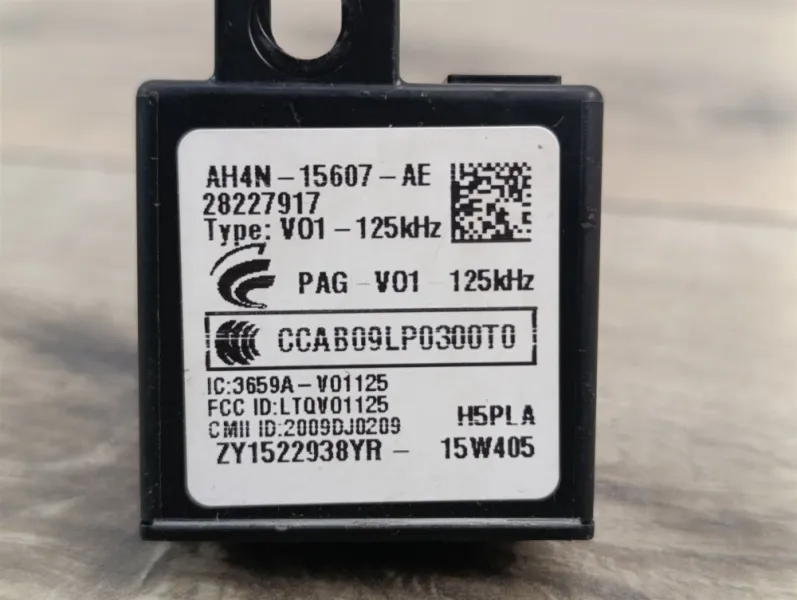 AH4N-15607-AE
28227917
Type: V01-125kHz
PAG-V01 125kHz
CCAB09LP0300T0
IC:3659A-V01125
FCC ID:LTQV01125
CMII ID:2009DJ0209
H5PLA
ZY1522938YR- 15W405